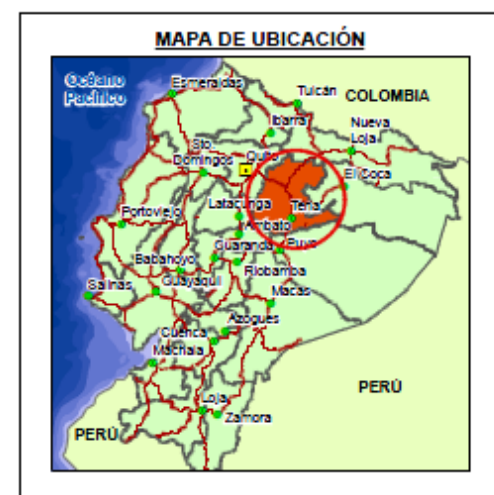 MAPA DE UBICACIÓN
Océano
Pacífico
Esmeraldas
Tulcán
COLOMBIA
Ibarra
Nueva
Loja
Sto.
Domingos
Quito
El Coca
Latacunga
Tena
Portoviejo
Ambato
Guaranda
Puyo
Babahoyo
Riobamba
Salinas
Guayaquil
Macas
Azogues
Cuenca
Machala
PERÚ
Loja
Zamora
PERÚ